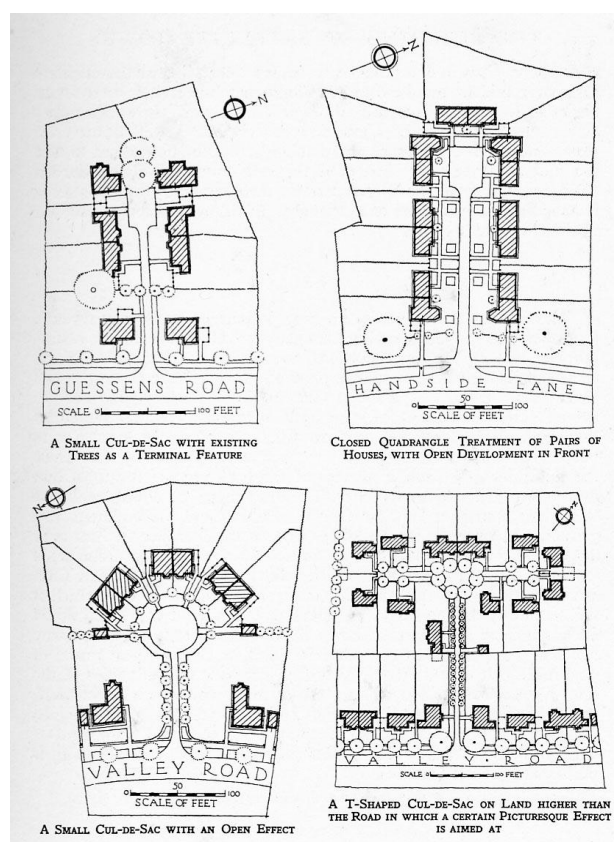 N
GUESSENS ROAD
SCALE 0 100 FEET
A Small Cul-de-Sac with existing
Trees as a Terminal Feature
Z
HANDSIDE LANE
50
0 100
SCALE OF FEET
Closed Quadrangle Treatment of Pairs of
Houses, with Open Development in Front
N
VALLEY ROAD
50
0 100
SCALE OF FEET
A Small Cul-de-Sac with an Open Effect
VALLEY · ROAD
SCALE 0 100 FEET
A T-Shaped Cul-de-Sac on Land higher than
the Road in which a certain Picturesque Effect
is aimed at